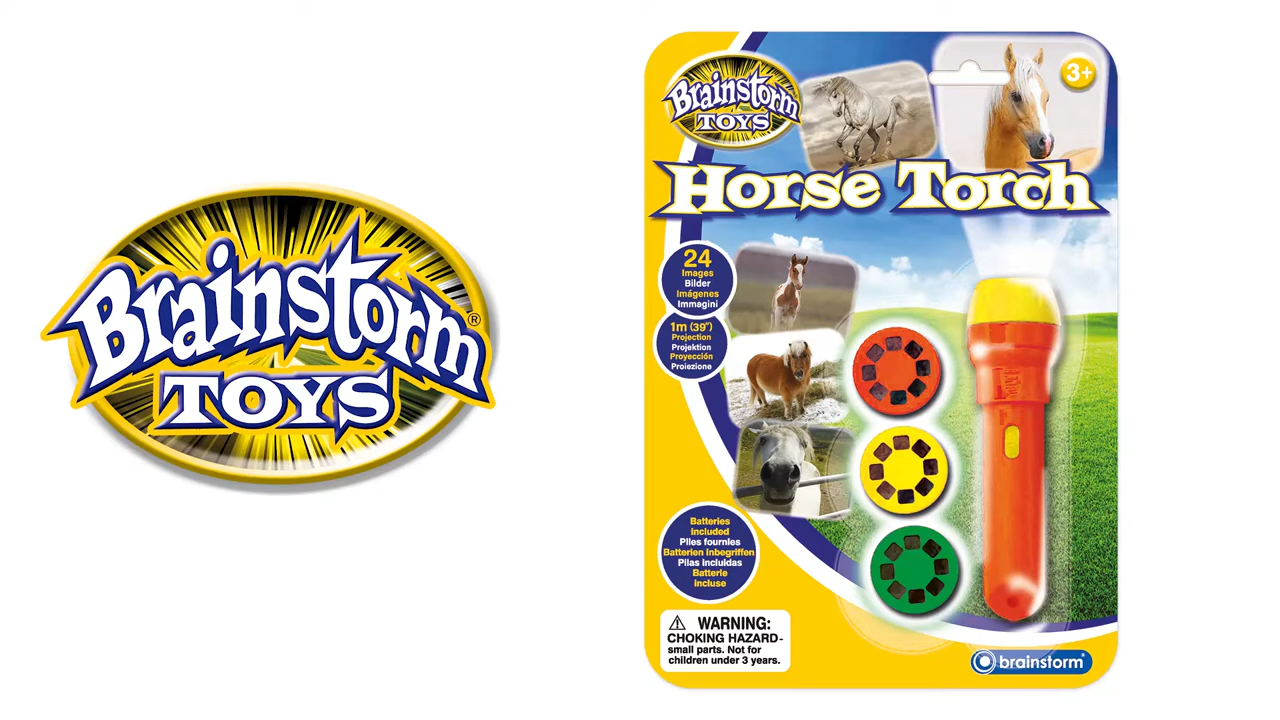 Brainstorm®
TOYS
Brainstorm
TOYS
3+
Horse Torch
24
Images
Bilder
Imágenes
Immagini
1m (39")
Projection
Projektion
Proyección
Proiezione
Batteries
included
Piles fournies
Batterien inbegriffen
Pilas incluidas
Batterie
incluse
⚠ WARNING:
CHOKING HAZARD-
small parts. Not for
children under 3 years.
brainstorm®